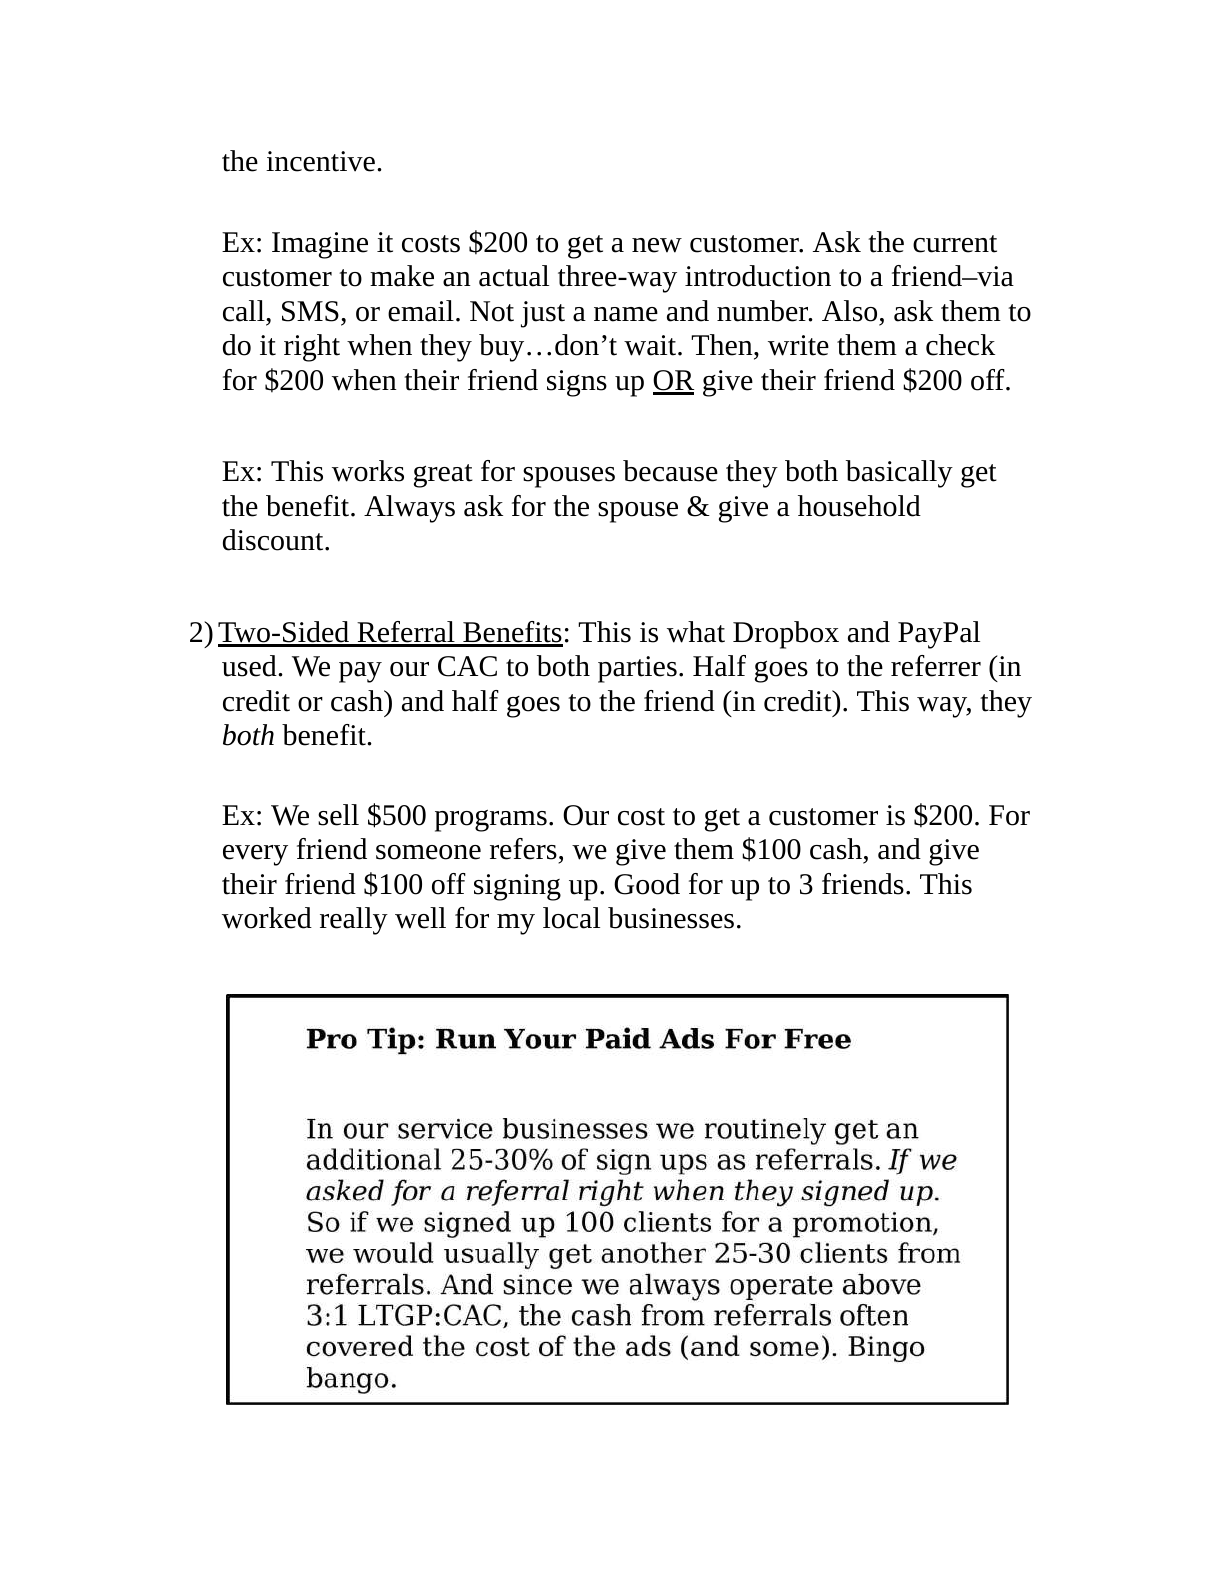 the incentive.
Ex: Imagine it costs $200 to get a new customer. Ask the current
customer to make an actual three-way introduction to a friend–via
call, SMS, or email. Not just a name and number. Also, ask them to
do it right when they buy…don’t wait. Then, write them a check
for $200 when their friend signs up OR give their friend $200 off.
Ex: This works great for spouses because they both basically get
the benefit. Always ask for the spouse & give a household
discount.
2) Two-Sided Referral Benefits: This is what Dropbox and PayPal
used. We pay our CAC to both parties. Half goes to the referrer (in
credit or cash) and half goes to the friend (in credit). This way, they
both benefit.
Ex: We sell $500 programs. Our cost to get a customer is $200. For
every friend someone refers, we give them $100 cash, and give
their friend $100 off signing up. Good for up to 3 friends. This
worked really well for my local businesses.
Pro Tip: Run Your Paid Ads For Free
In our service businesses we routinely get an
additional 25-30% of sign ups as referrals. If we
asked for a referral right when they signed up.
So if we signed up 100 clients for a promotion,
we would usually get another 25-30 clients from
referrals. And since we always operate above
3:1 LTGP:CAC, the cash from referrals often
covered the cost of the ads (and some). Bingo
bango.